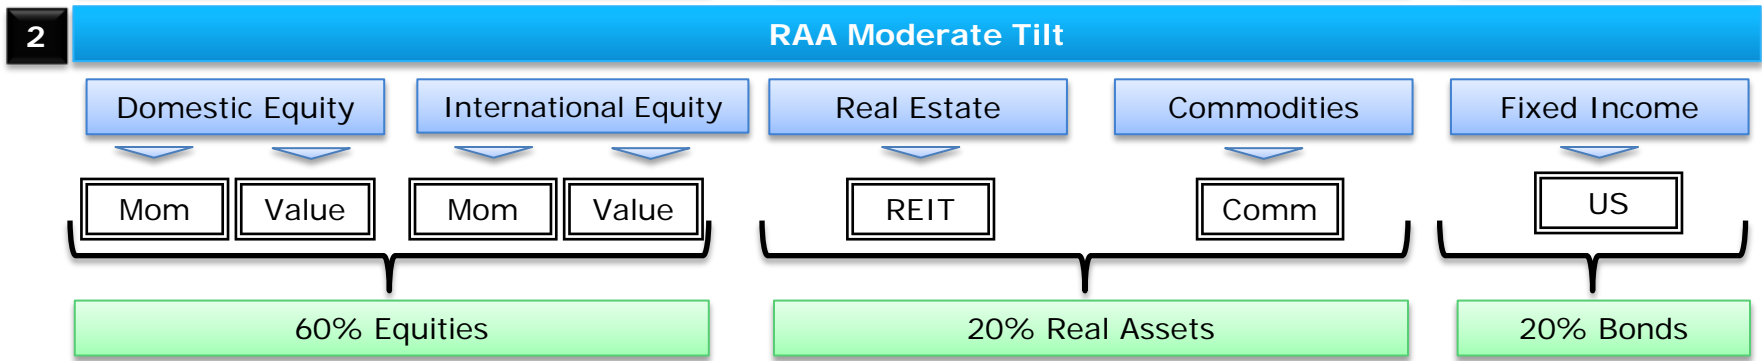 2
RAA Moderate Tilt
Domestic Equity
International Equity
Real Estate
Commodities
Fixed Income
Mom
Value
Mom
Value
REIT
Comm
US
60% Equities
20% Real Assets
20% Bonds